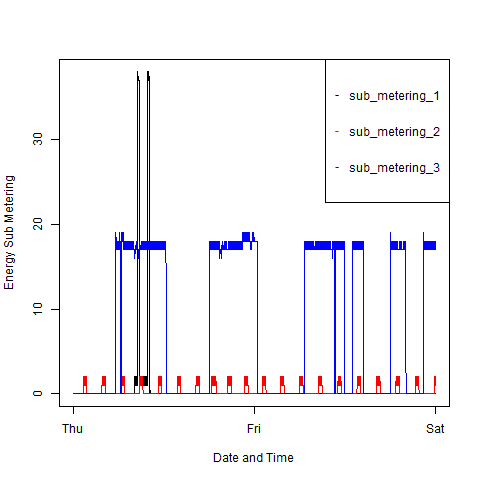 sub_metering_1
sub_metering_2
sub_metering_3
Energy Sub Metering
30
20
10
0
Thu
Fri
Sat
Date and Time